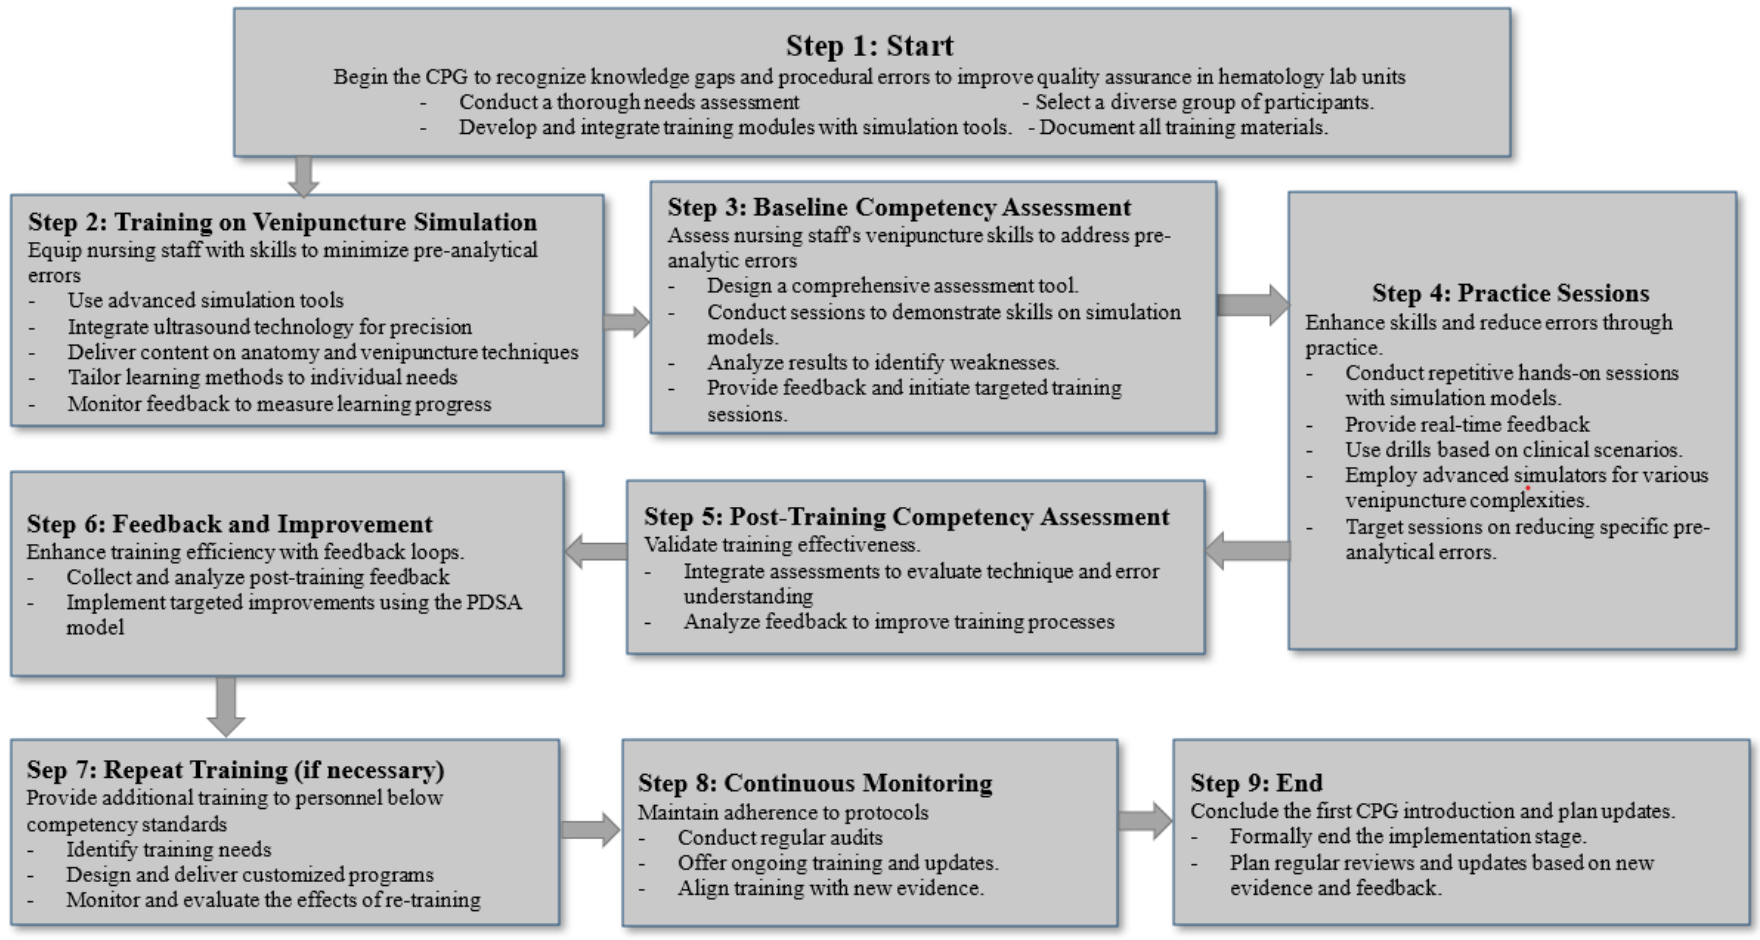 Step 1: Start
Begin the CPG to recognize knowledge gaps and procedural errors to improve quality assurance in hematology lab units
- Conduct a thorough needs assessment - Select a diverse group of participants.
- Develop and integrate training modules with simulation tools. - Document all training materials.
Step 2: Training on Venipuncture Simulation
Equip nursing staff with skills to minimize pre-analytical
errors
- Use advanced simulation tools
- Integrate ultrasound technology for precision
- Deliver content on anatomy and venipuncture techniques
- Tailor learning methods to individual needs
- Monitor feedback to measure learning progress
Step 3: Baseline Competency Assessment
Assess nursing staff's venipuncture skills to address pre-
analytic errors
- Design a comprehensive assessment tool.
- Conduct sessions to demonstrate skills on simulation
models.
- Analyze results to identify weaknesses.
- Provide feedback and initiate targeted training
sessions.
Step 4: Practice Sessions
Enhance skills and reduce errors through
practice.
- Conduct repetitive hands-on sessions
with simulation models.
- Provide real-time feedback
- Use drills based on clinical scenarios.
- Employ advanced simulators for various
venipuncture complexities.
- Target sessions on reducing specific pre-
analytical errors.
Step 5: Post-Training Competency Assessment
Validate training effectiveness.
- Integrate assessments to evaluate technique and error
understanding
- Analyze feedback to improve training processes
Step 6: Feedback and Improvement
Enhance training efficiency with feedback loops.
- Collect and analyze post-training feedback
- Implement targeted improvements using the PDSA
model
Sep 7: Repeat Training (if necessary)
Provide additional training to personnel below
competency standards
- Identify training needs
- Design and deliver customized programs
- Monitor and evaluate the effects of re-training
Step 8: Continuous Monitoring
Maintain adherence to protocols
- Conduct regular audits
- Offer ongoing training and updates.
- Align training with new evidence.
Step 9: End
Conclude the first CPG introduction and plan updates.
- Formally end the implementation stage.
- Plan regular reviews and updates based on new
evidence and feedback.